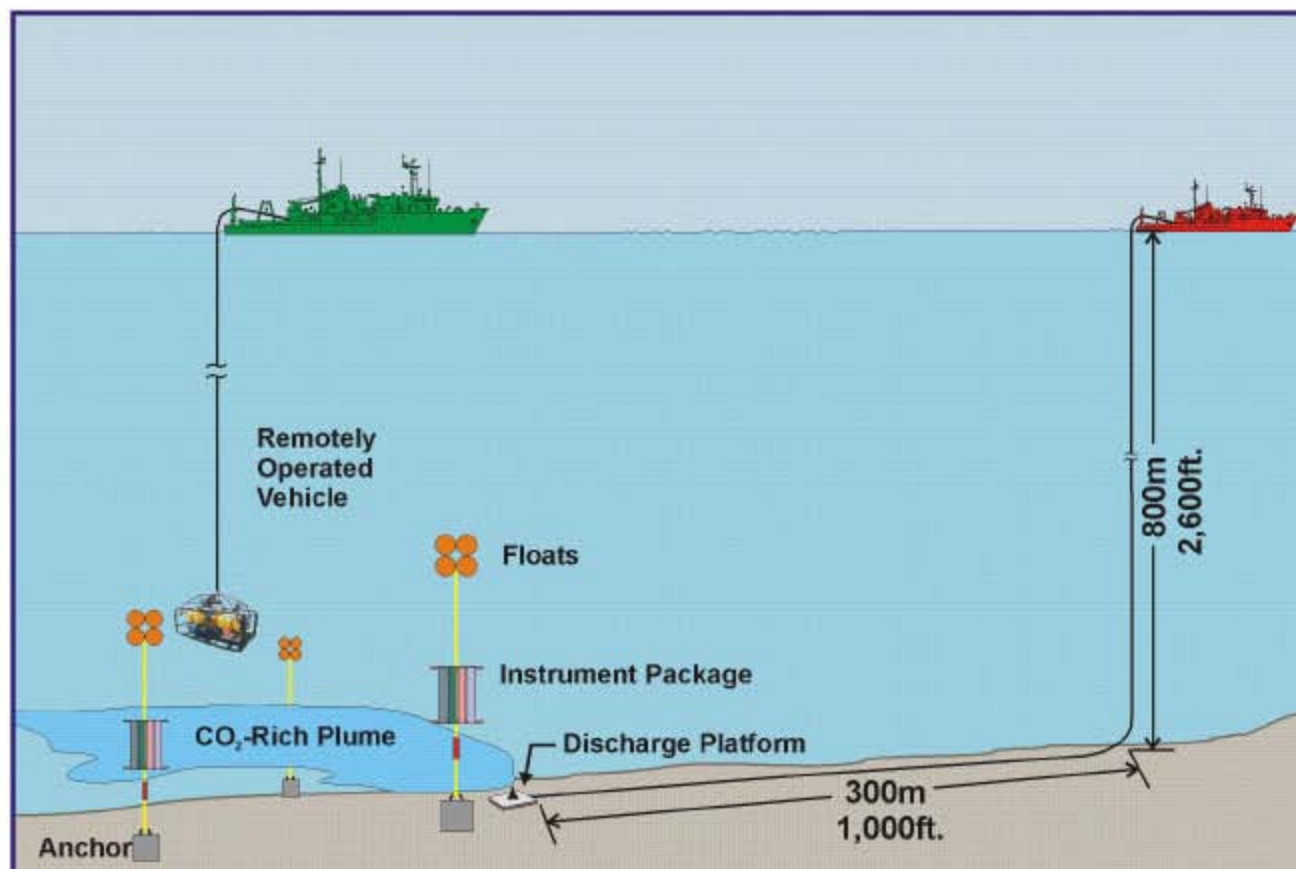 Remotely
Operated
Vehicle
Floats
Instrument Package
CO₂-Rich Plume
Discharge Platform
Anchor
300m
1,000ft.
800m
2,600ft.